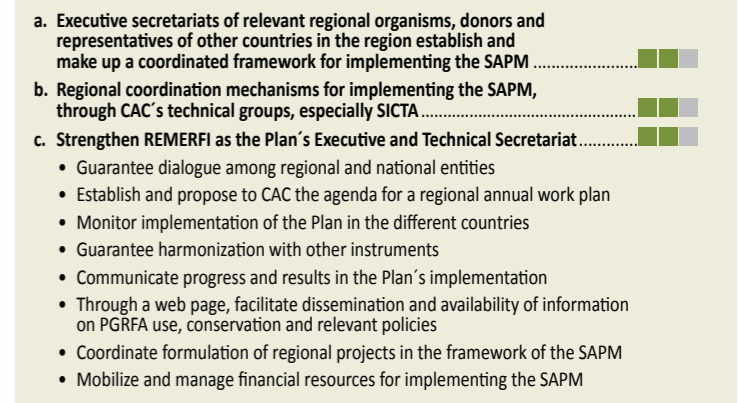 a. Executive secretariats of relevant regional organisms, donors and
representatives of other countries in the region establish and
make up a coordinated framework for implementing the SAPM .......................
b. Regional coordination mechanisms for implementing the SAPM,
through CAC´s technical groups, especially SICTA ...............................................
c. Strengthen REMERFI as the Plan´s Executive and Technical Secretariat .............
• Guarantee dialogue among regional and national entities
• Establish and propose to CAC the agenda for a regional annual work plan
• Monitor implementation of the Plan in the different countries
• Guarantee harmonization with other instruments
• Communicate progress and results in the Plan´s implementation
• Through a web page, facilitate dissemination and availability of information
on PGRFA use, conservation and relevant policies
• Coordinate formulation of regional projects in the framework of the SAPM
• Mobilize and manage financial resources for implementing the SAPM